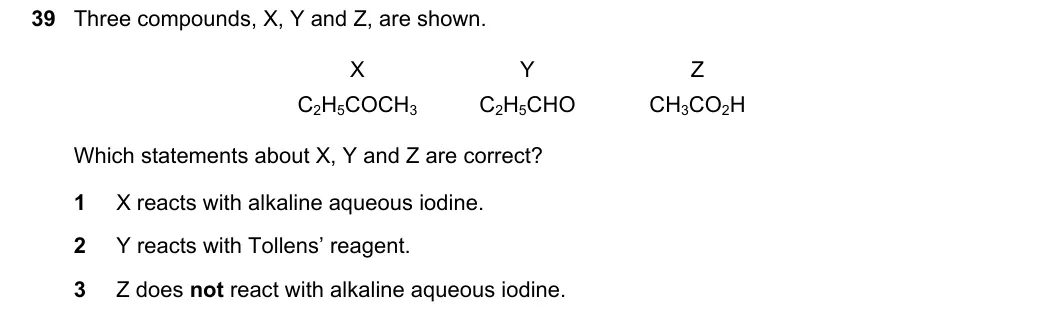 39 Three compounds, X, Y and Z, are shown.
X Y Z
C₂H₅COCH₃ C₂H₅CHO CH₃CO₂H
Which statements about X, Y and Z are correct?
1 X reacts with alkaline aqueous iodine.
2 Y reacts with Tollens’ reagent.
3 Z does not react with alkaline aqueous iodine.